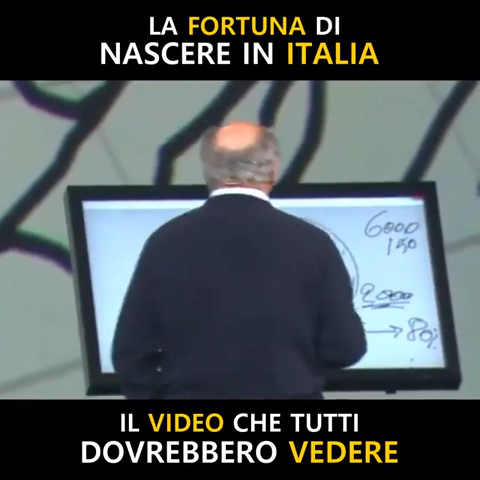 LA FORTUNA DI
NASCERE IN ITALIA
6000
150
2000
→ 80%
IL VIDEO CHE TUTTI
DOVREBBERO VEDERE